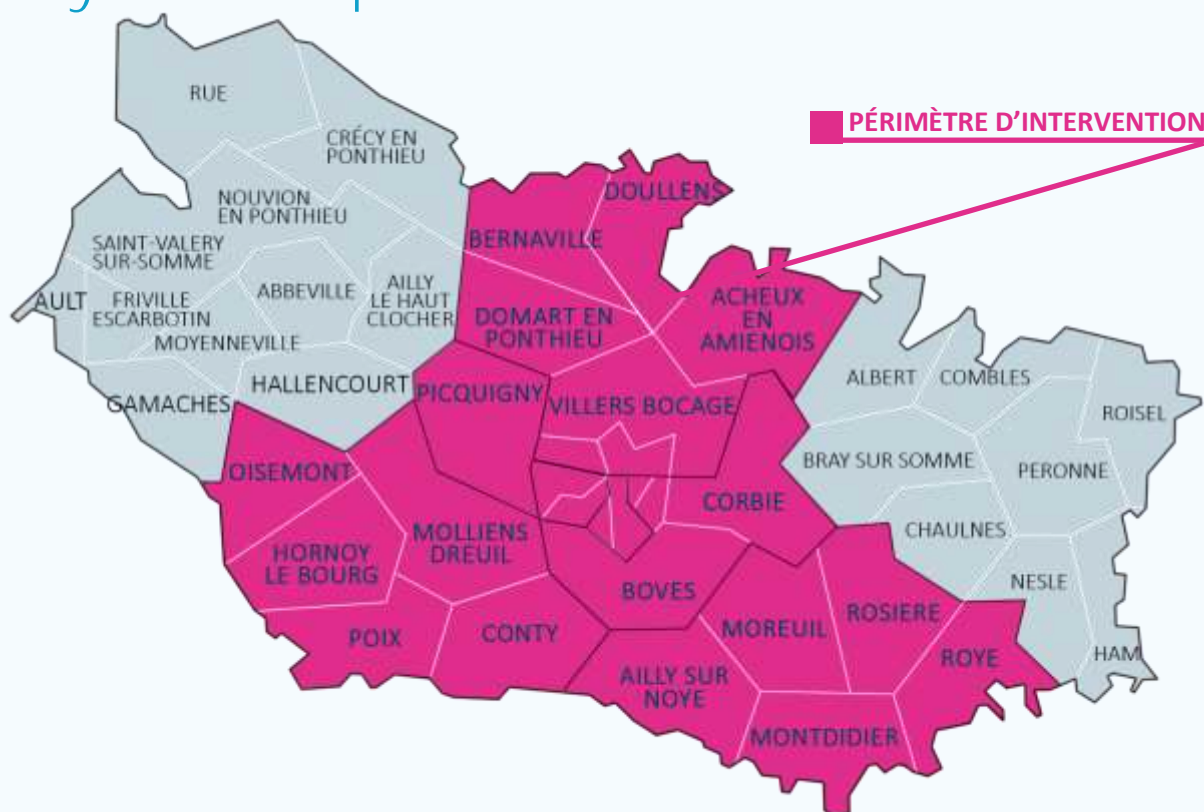 PÉRIMÈTRE D'INTERVENTION
RUE
CRÉCY EN
PONTHIEU
NOUVION
EN PONTHIEU
SAINT-VALERY
SUR-SOMME
AULT
FRIVILLE
ESCARBOTIN
ABBEVILLE
AILLY
LE HAUT
CLOCHER
MOYENNEVILLE
GAMACHES
HALLENCOURT
DOULLENS
BERNAVILLE
DOMART EN
PONTHIEU
ACHEUX
EN
AMIENOIS
PICQUIGNY
VILLERS BOCAGE
ALBERT
COMBLES
ROISEL
BRAY SUR SOMME
PERONNE
OISEMONT
CORBIE
CHAULNES
MOLLIENS
DREUIL
HORNOY
LE BOURG
BOVES
NESLE
POIX
CONTY
MOREUIL
ROSIERE
HAM
AILLY SUR
NOYE
ROYE
MONTDIDIER